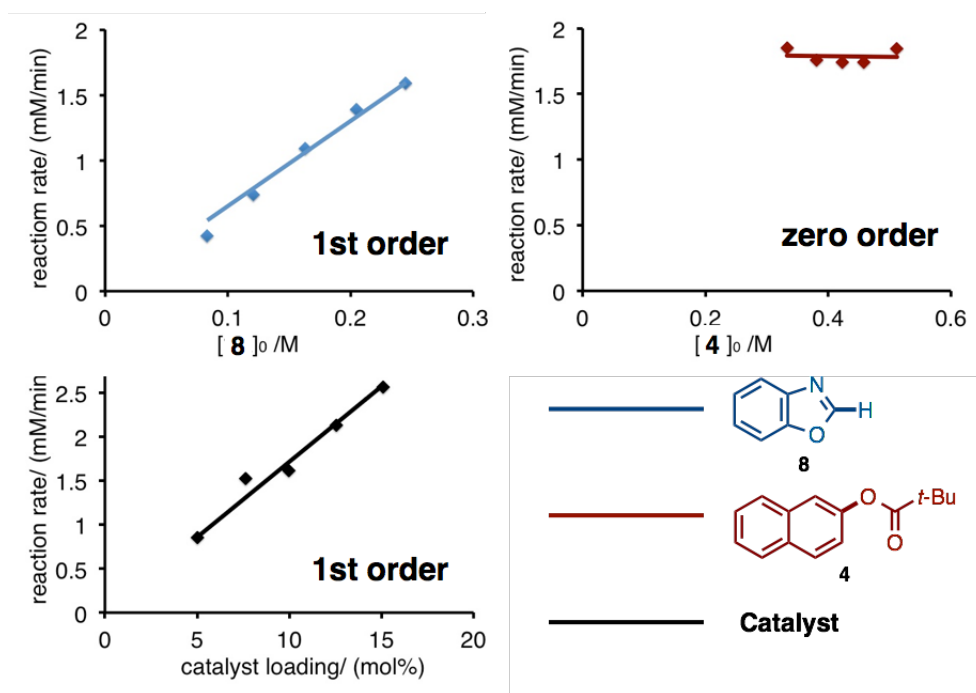 2
1.5
1
0.5
0
reactiom rate/ (mM/min)
1st order
0
0.1
0.2
0.3
[ 8 ]₀ /M
2
1.5
1
0.5
0
reaction rate/ (mM/min)
zero order
0
0.2
0.4
0.6
[ 4 ]₀ /M
2.5
2
1.5
1
0.5
0
reaction rate/ (mM/min)
1st order
0
5
10
15
20
catalyst loading/ (mol%)
N
H
O
8
O
t-Bu
O
4
Catalyst